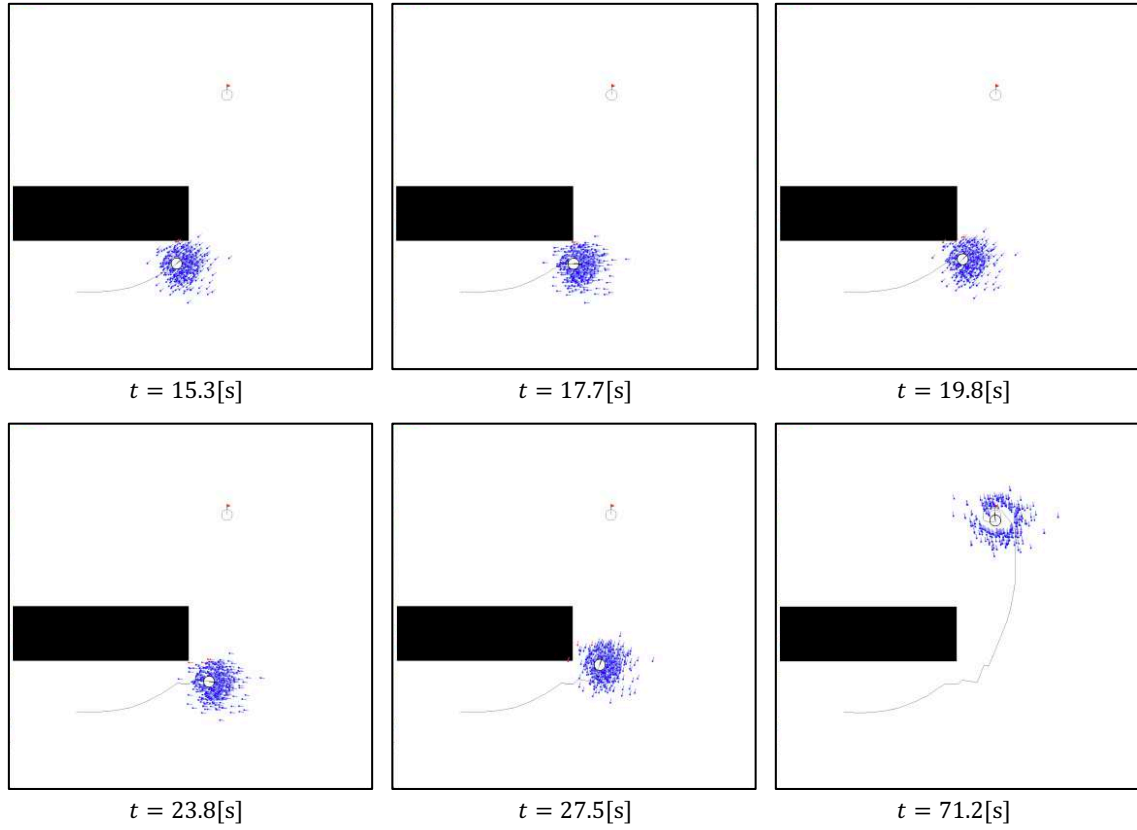 t = 15.3[s]
t = 17.7[s]
t = 19.8[s]
t = 23.8[s]
t = 27.5[s]
t = 71.2[s]